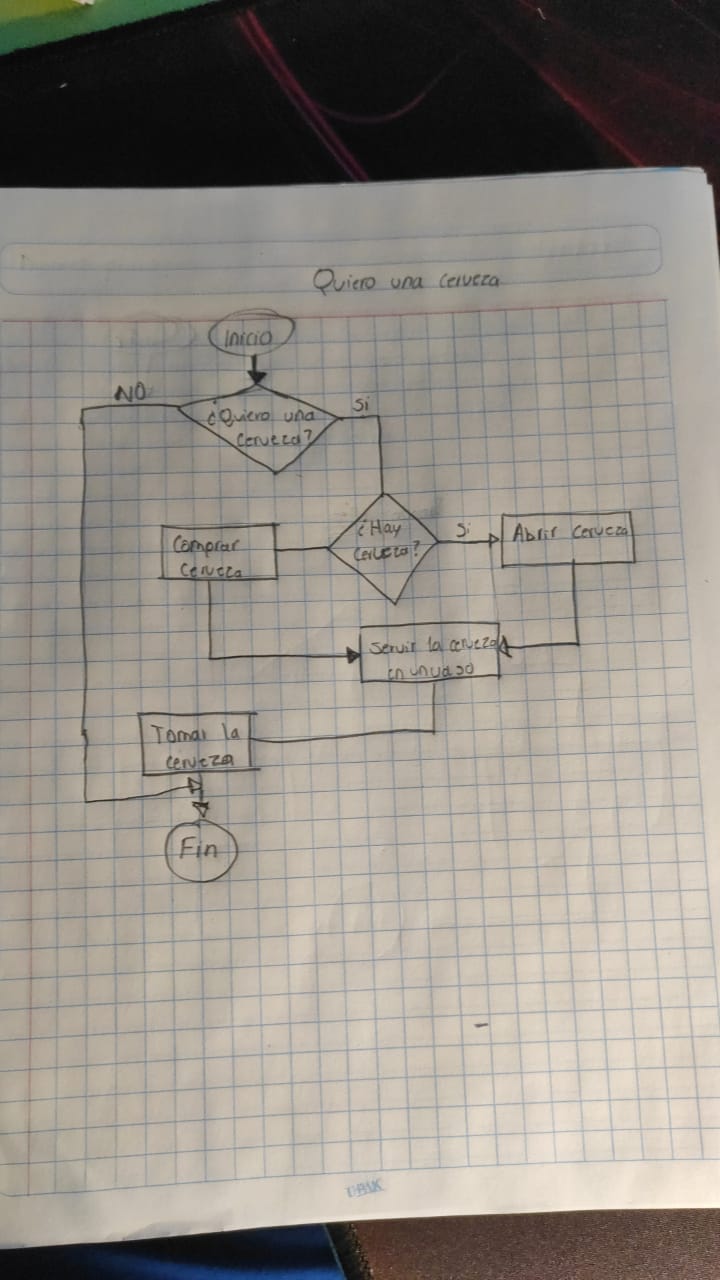 Quiero una cerveza
Inicio
NO
Si
¿Quiero una
cerveza?
¿Hay
cerveza?
Si
Abrir cerveza
Comprar
cerveza
Servir la cerveza
en un vaso
Tomar la
cerveza
Fin